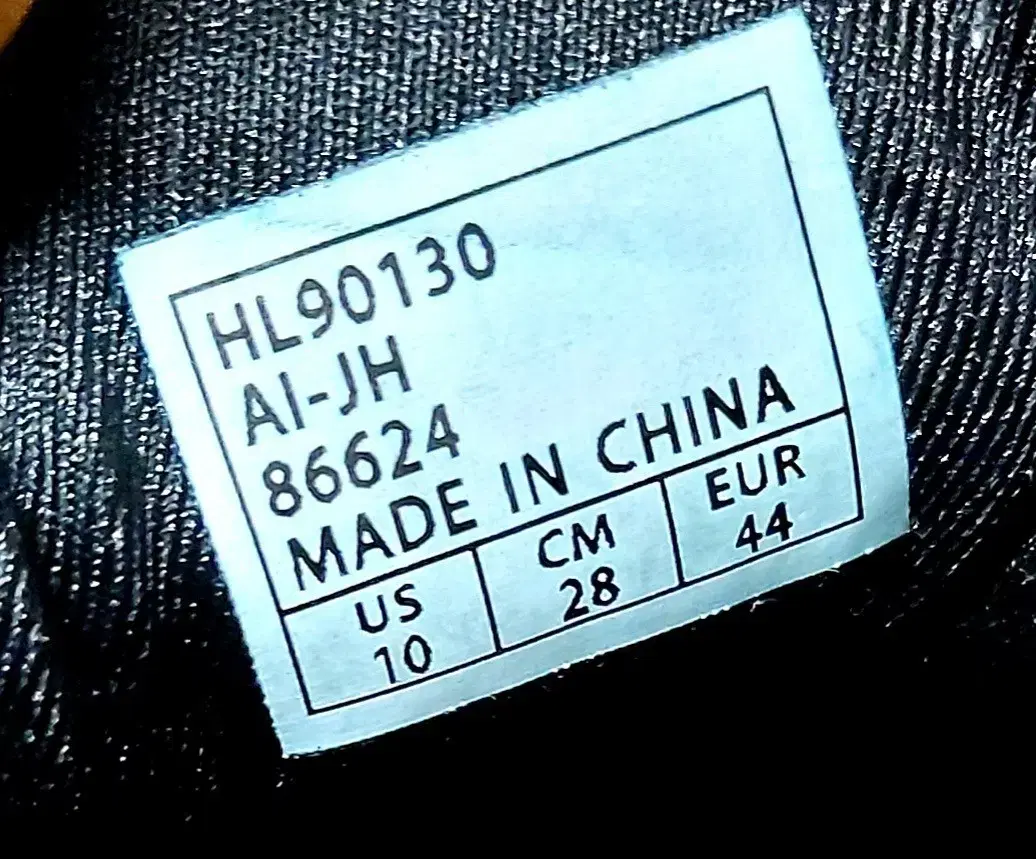 HL90130
AI-JH
86624
MADE IN CHINA
US CM EUR
10 28 44